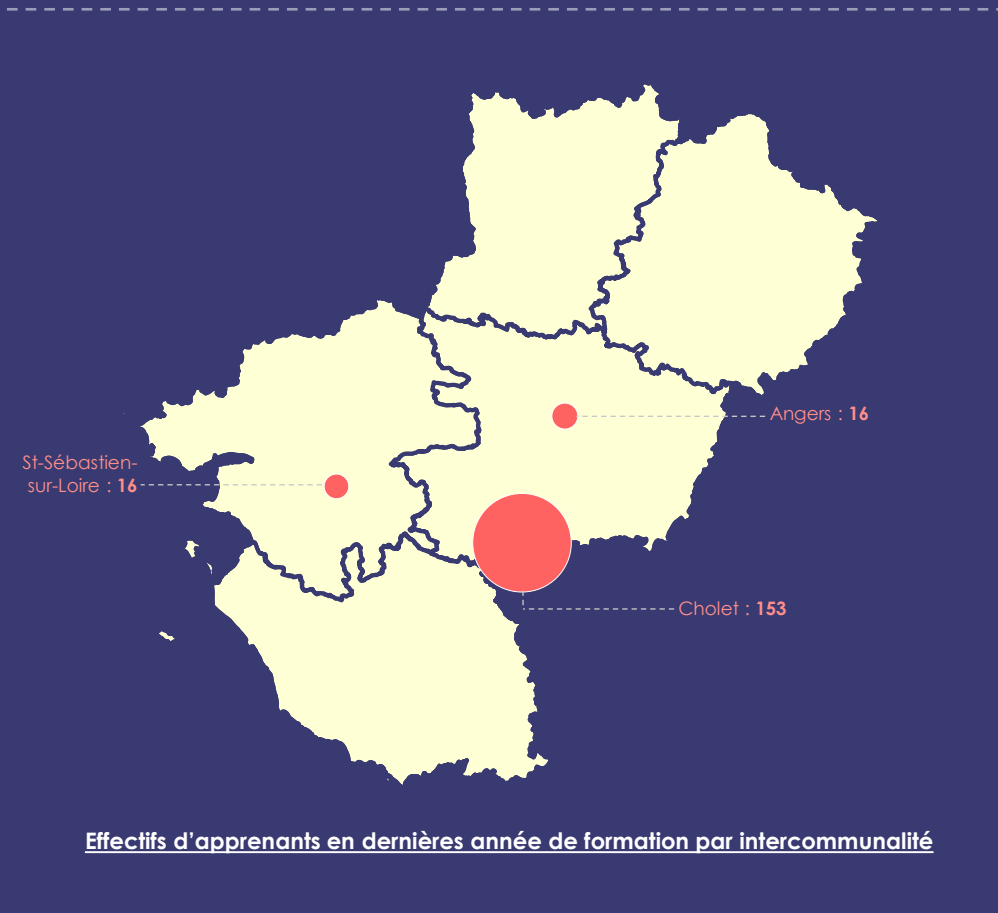 Angers : 16
St-Sébastien-
sur-Loire : 16
Cholet : 153
Effectifs d’apprenants en dernières année de formation par intercommunalité